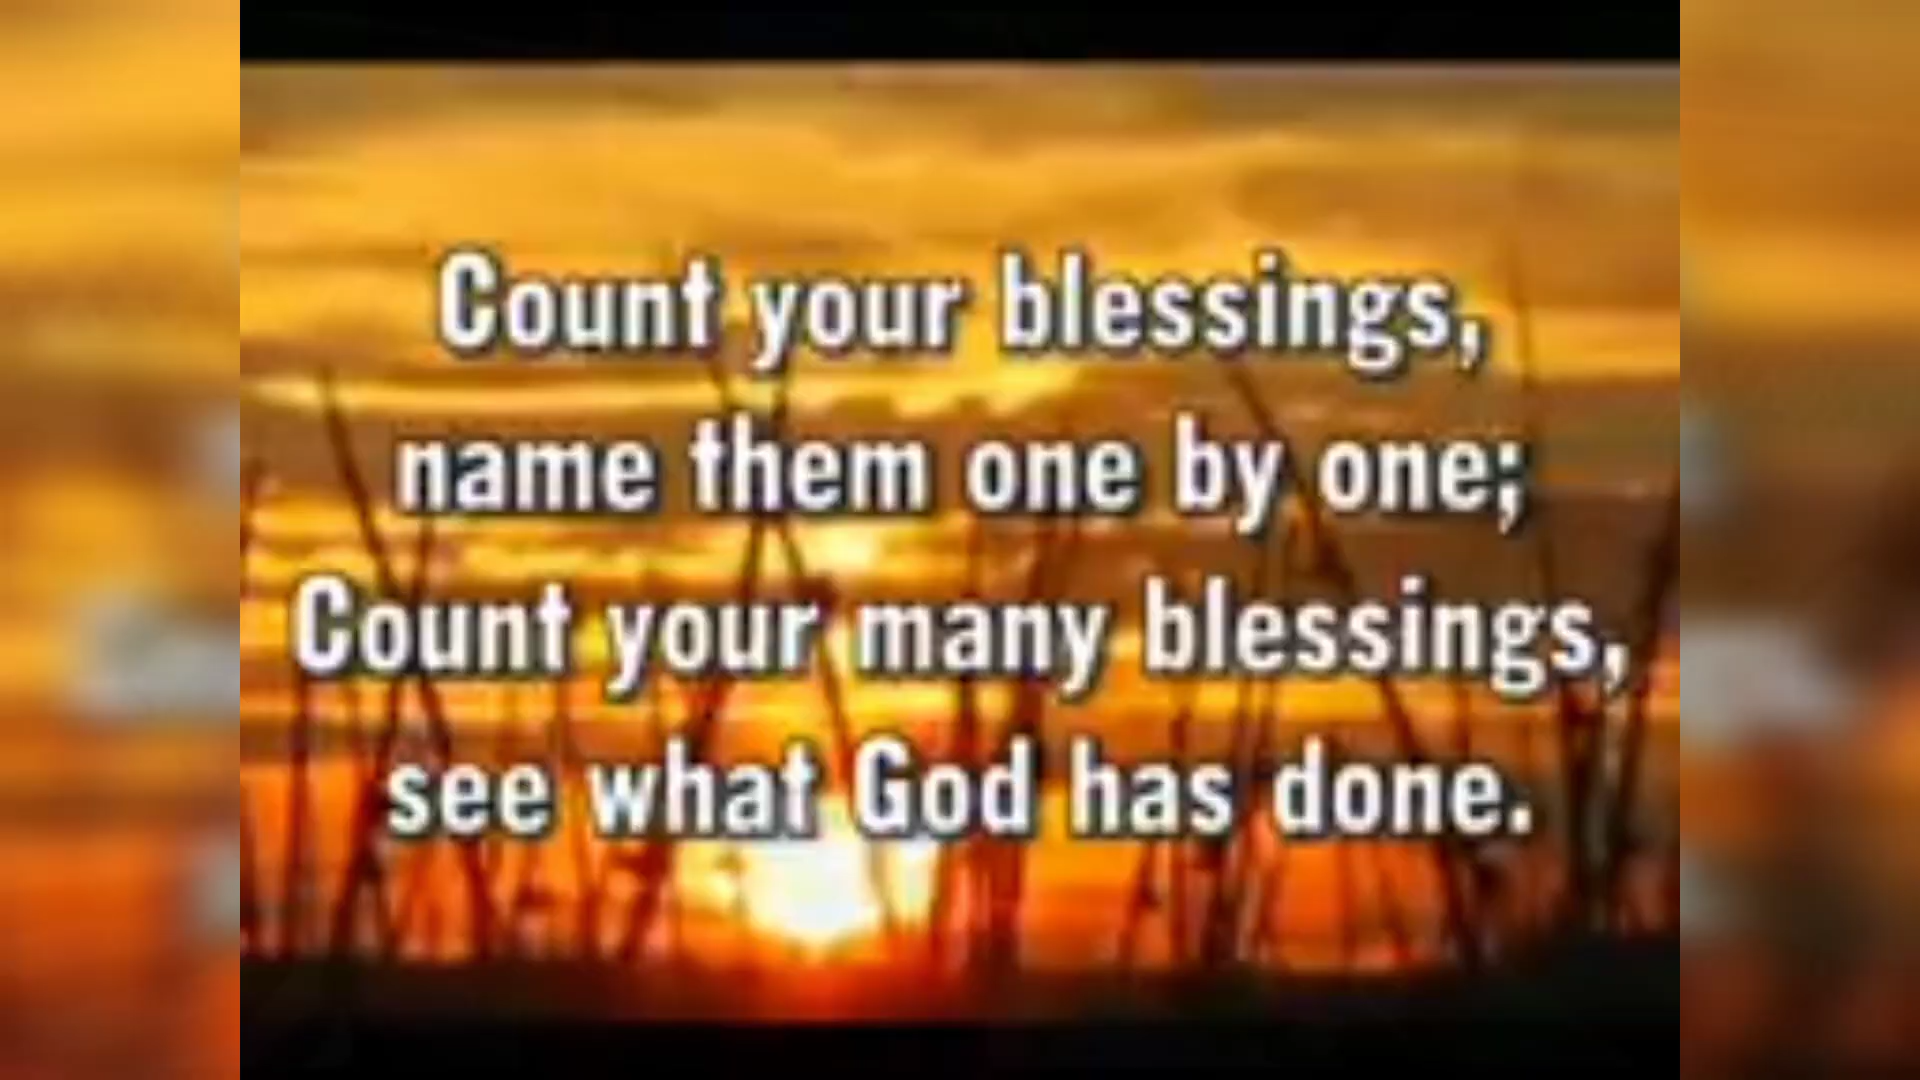 Count your blessings,
name them one by one;
Count your many blessings,
see what God has done.